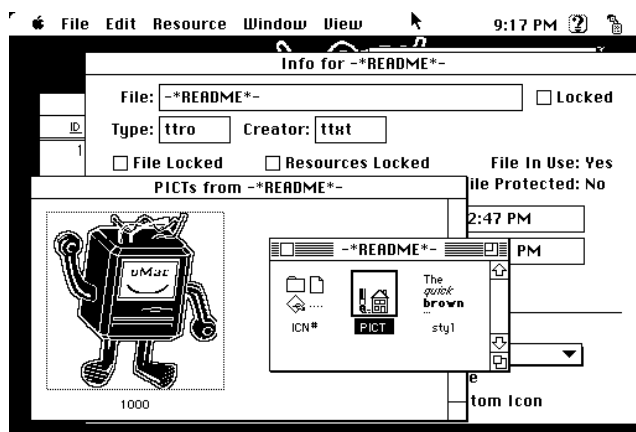 File Edit Resource Window View 9:17 PM
Info for -*README*-
File: -*README*- Locked
ID
Type: ttro Creator: ttxt
1
File Locked Resources Locked File In Use: Yes
PICTs from -*README*- ile Protected: No
2:47 PM
-*README*- PM
uMac
The
quick
brown
...
ICN# PICT styl
e
1000 tom Icon